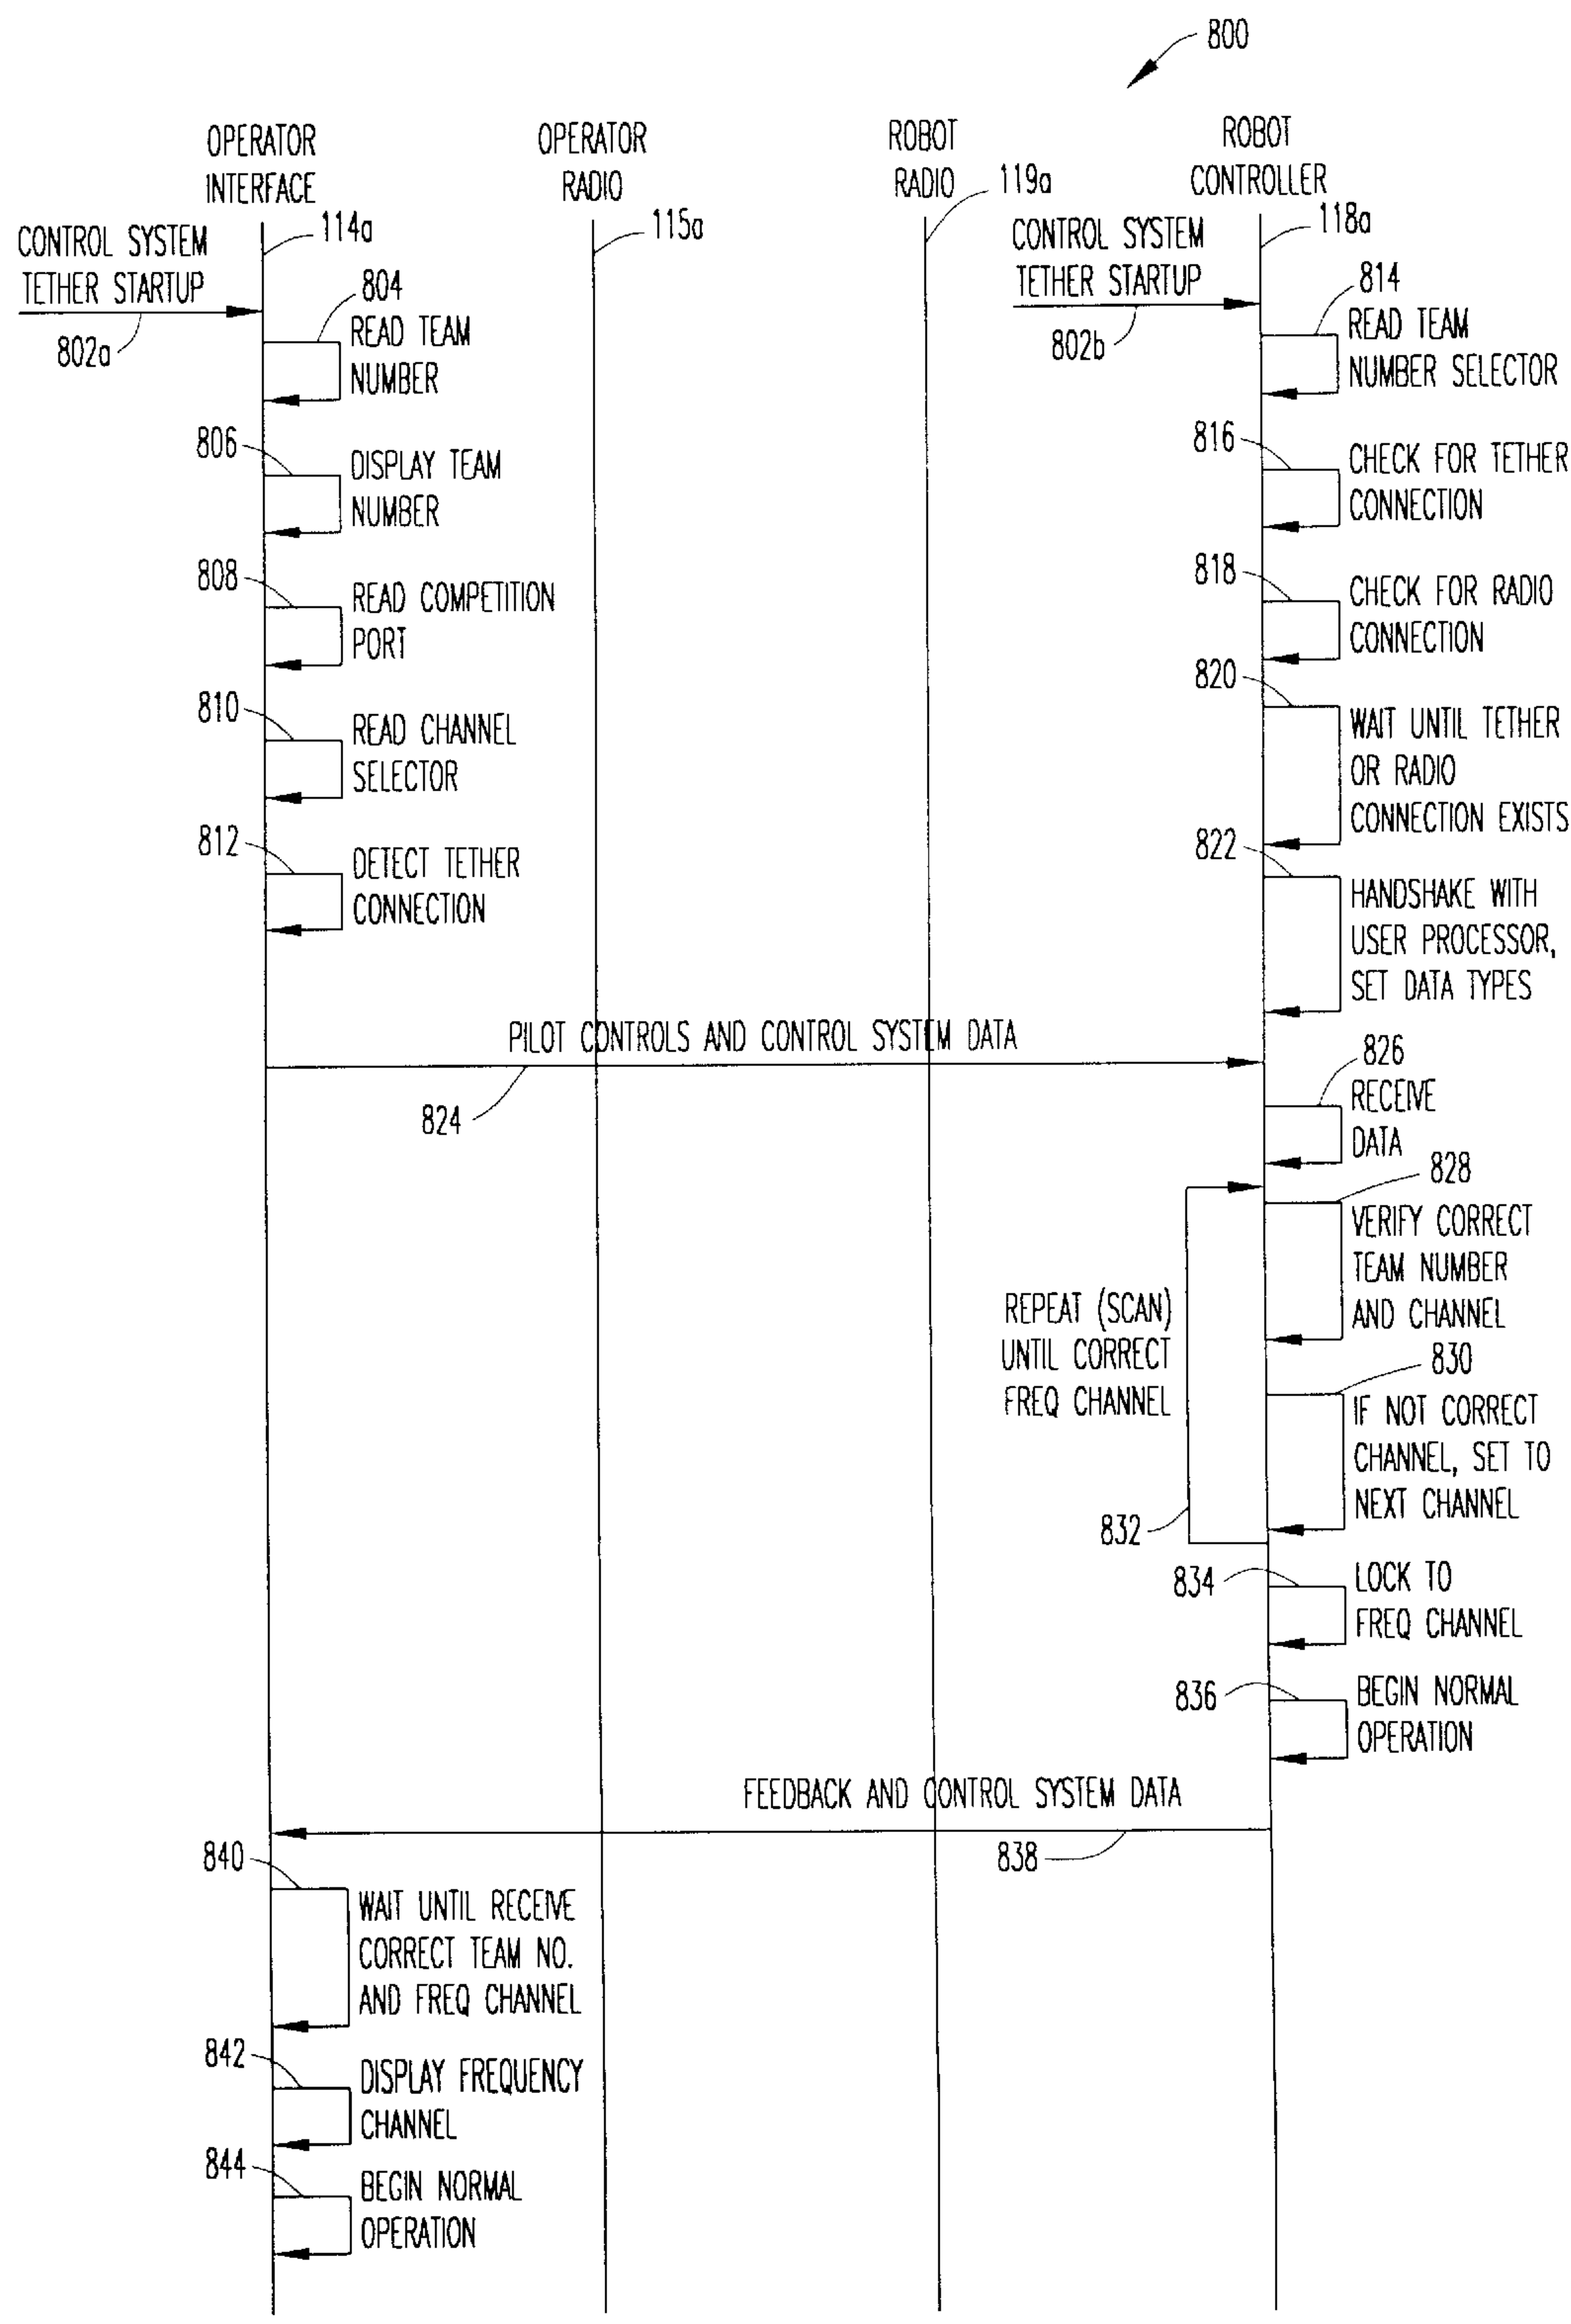 800
OPERATOR
INTERFACE
OPERATOR
RADIO
ROBOT
RADIO
ROBOT
CONTROLLER
114a
115a
119a
118a
CONTROL SYSTEM
TETHER STARTUP
802a
CONTROL SYSTEM
TETHER STARTUP
802b
804
READ TEAM
NUMBER
806
DISPLAY TEAM
NUMBER
808
READ COMPETITION
PORT
810
READ CHANNEL
SELECTOR
812
DETECT TETHER
CONNECTION
814
READ TEAM
NUMBER SELECTOR
816
CHECK FOR TETHER
CONNECTION
818
CHECK FOR RADIO
CONNECTION
820
WAIT UNTIL TETHER
OR RADIO
CONNECTION EXISTS
822
HANDSHAKE WITH
USER PROCESSOR,
SET DATA TYPES
PILOT CONTROLS AND CONTROL SYSTEM DATA
824
826
RECEIVE
DATA
828
VERIFY CORRECT
TEAM NUMBER
AND CHANNEL
REPEAT (SCAN)
UNTIL CORRECT
FREQ CHANNEL
830
IF NOT CORRECT
CHANNEL, SET TO
NEXT CHANNEL
832
834
LOCK TO
FREQ CHANNEL
836
BEGIN NORMAL
OPERATION
FEEDBACK AND CONTROL SYSTEM DATA
838
840
WAIT UNTIL RECEIVE
CORRECT TEAM NO.
AND FREQ CHANNEL
842
DISPLAY FREQUENCY
CHANNEL
844
BEGIN NORMAL
OPERATION